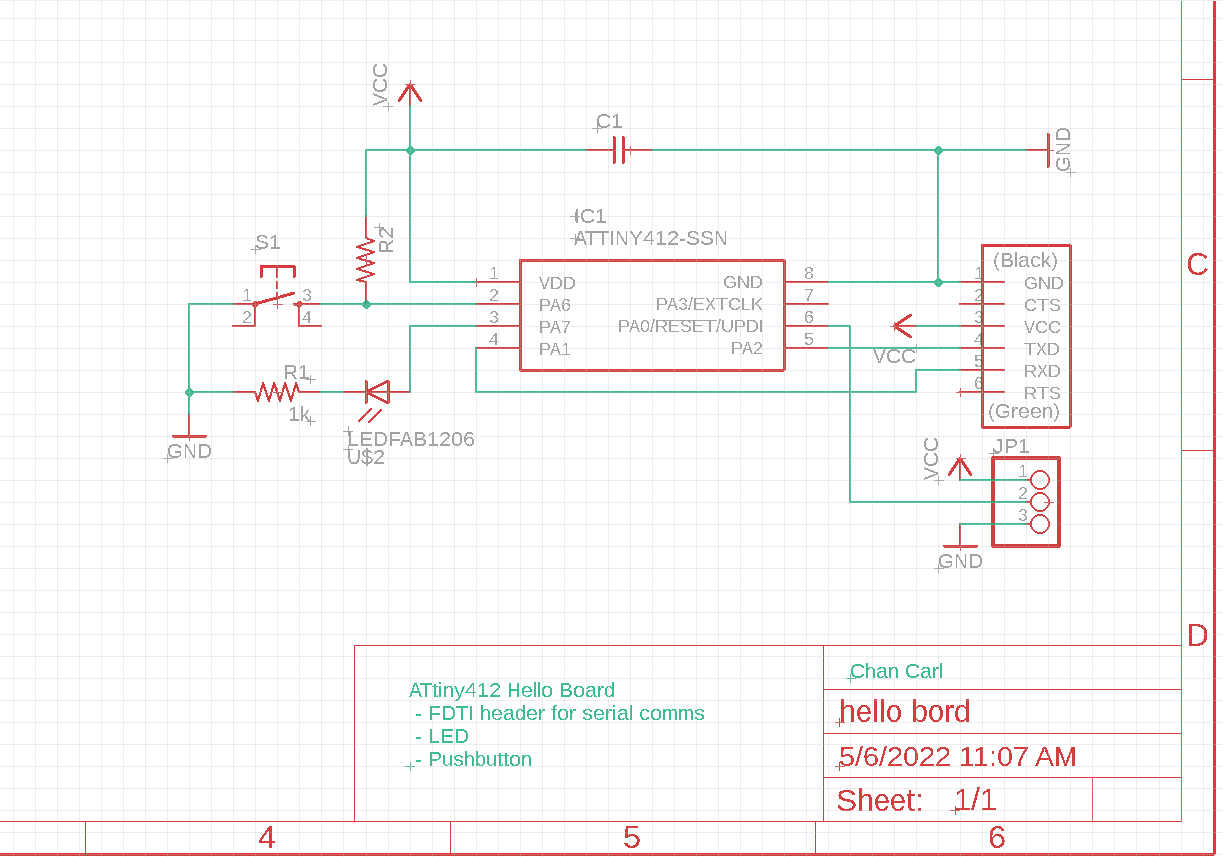 VCC
C1
GND
IC1
ATTINY412-SSN
S1
R2
1
2
3
4
1
2
3
4
VDD
PA6
PA7
PA1
GND
PA3/EXTCLK
PA0/RESET/UPDI
PA2
8
7
6
5
VCC
(Black)
1
2
3
4
5
6
GND
CTS
VCC
TXD
RXD
RTS
(Green)
R1
1k
LEDFAB1206
U$2
GND
VCC
JP1
1
2
3
GND
C
D
ATtiny412 Hello Board
- FDTI header for serial comms
- LED
- Pushbutton
Chan Carl
hello bord
5/6/2022 11:07 AM
Sheet: 1/1
4
5
6